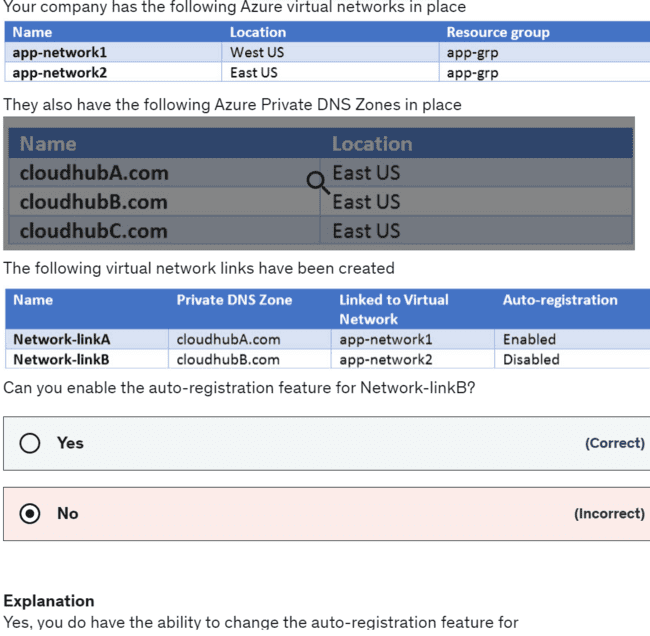 Your company has the following Azure virtual networks in place
Name Location Resource group
app-network1 West US app-grp
app-network2 East US app-grp
They also have the following Azure Private DNS Zones in place
Name Location
cloudhubA.com East US
cloudhubB.com East US
cloudhubC.com East US
The following virtual network links have been created
Name Private DNS Zone Linked to Virtual Auto-registration
Network
Network-linkA cloudhubA.com app-network1 Enabled
Network-linkB cloudhubB.com app-network2 Disabled
Can you enable the auto-registration feature for Network-linkB?
Yes (Correct)
No (Incorrect)
Explanation
Yes, you do have the ability to change the auto-registration feature for